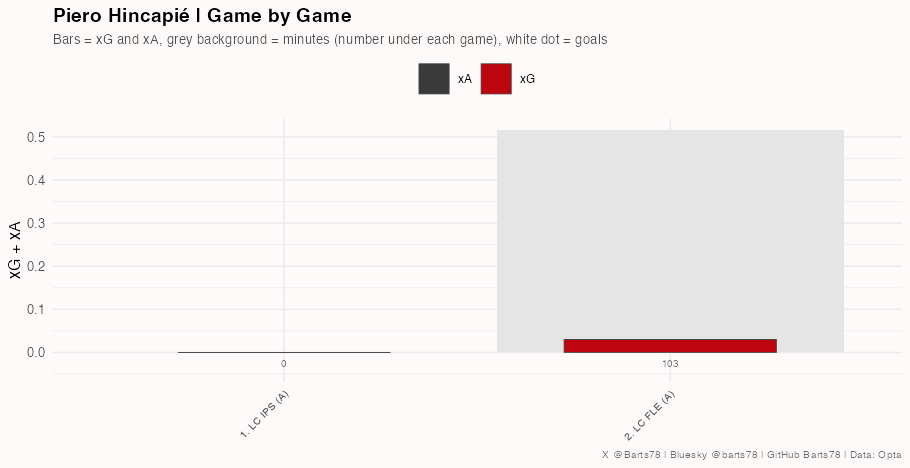 Piero Hincapié | Game by Game
Bars = xG and xA, grey background = minutes (number under each game), white dot = goals
xA xG
xG + xA
0.5
0.4
0.3
0.2
0.1
0.0
0 103
1. LC IPS (A) 2. LC FLE (A)
X @Barts78 | Bluesky @barts78 | GitHub Barts78 | Data: Opta